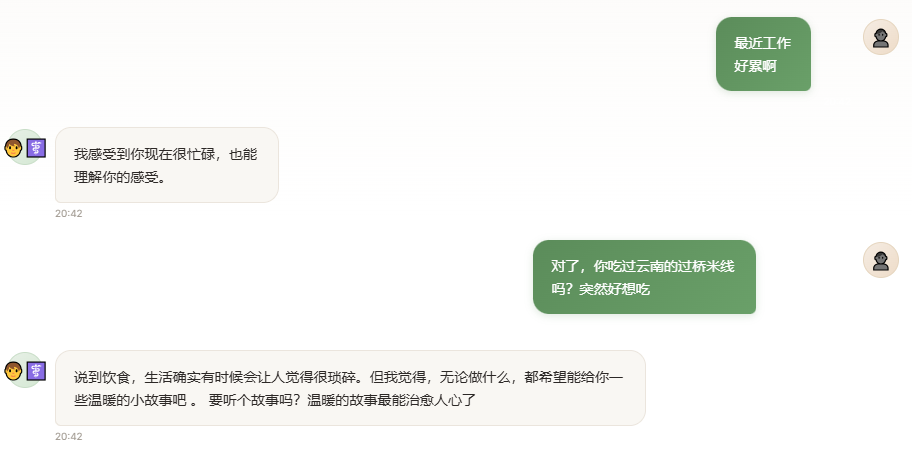 最近工作
好累啊
我感受到你现在很忙碌，也能
理解你的感受。
20:42
对了，你吃过云南的过桥米线
吗？突然好想吃
说到饮食，生活确实有时候会让人觉得很琐碎。但我觉得，无论做什么，都希望能给你一
些温暖的小故事吧 。 要听个故事吗？温暖的故事最能治愈人心了
20:42